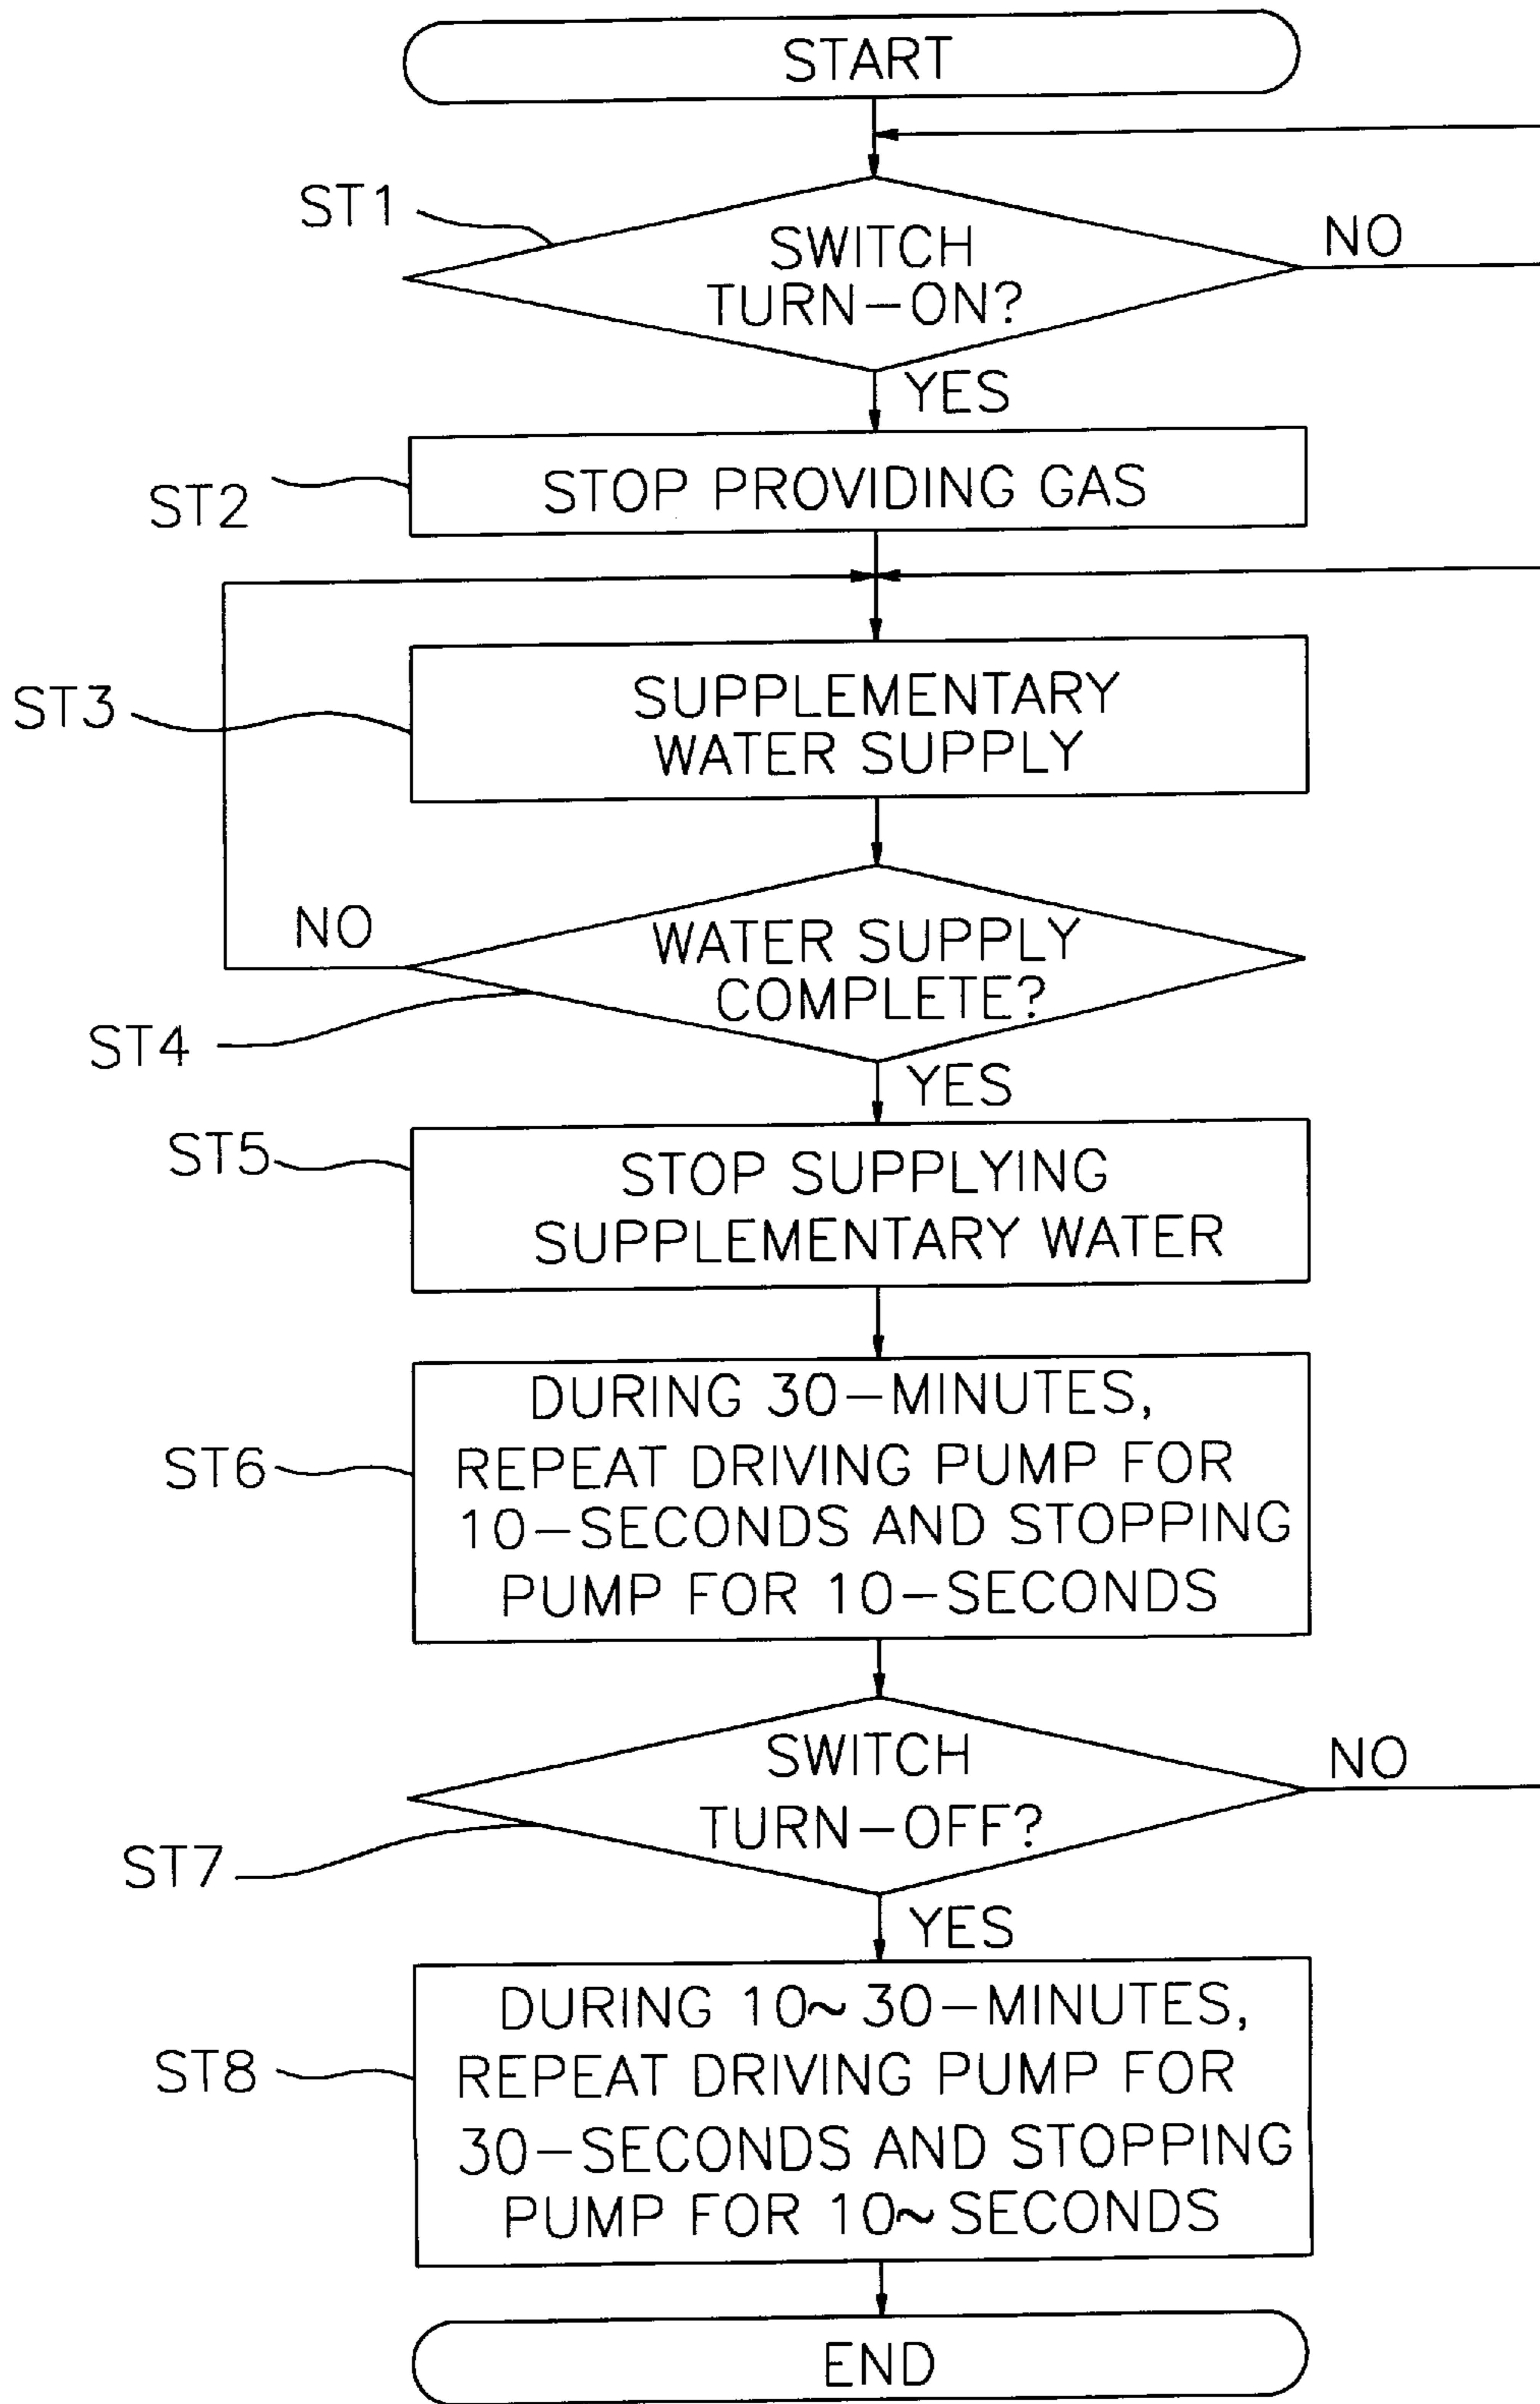 START
ST1
SWITCH
TURN-ON?
NO
YES
ST2
STOP PROVIDING GAS
ST3
SUPPLEMENTARY
WATER SUPPLY
NO
WATER SUPPLY
COMPLETE?
ST4
YES
ST5
STOP SUPPLYING
SUPPLEMENTARY WATER
ST6
DURING 30-MINUTES,
REPEAT DRIVING PUMP FOR
10-SECONDS AND STOPPING
PUMP FOR 10-SECONDS
SWITCH
TURN-OFF?
NO
ST7
YES
ST8
DURING 10~30-MINUTES,
REPEAT DRIVING PUMP FOR
30-SECONDS AND STOPPING
PUMP FOR 10~SECONDS
END